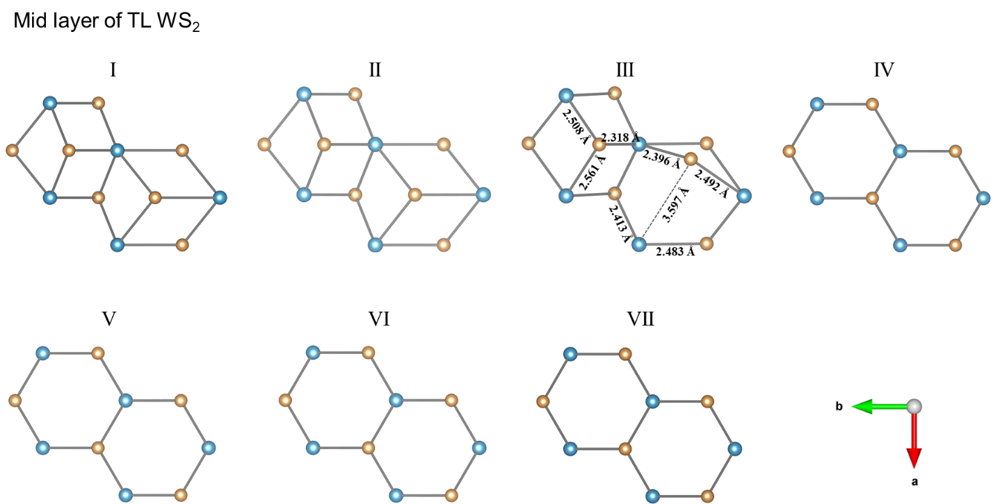 Mid layer of TL WS₂
I
II
III
IV
2.508 Å
2.318 Å
2.396 Å
2.561 Å
2.492 Å
3.597 Å
2.413 Å
2.483 Å
V
VI
VII
b
a